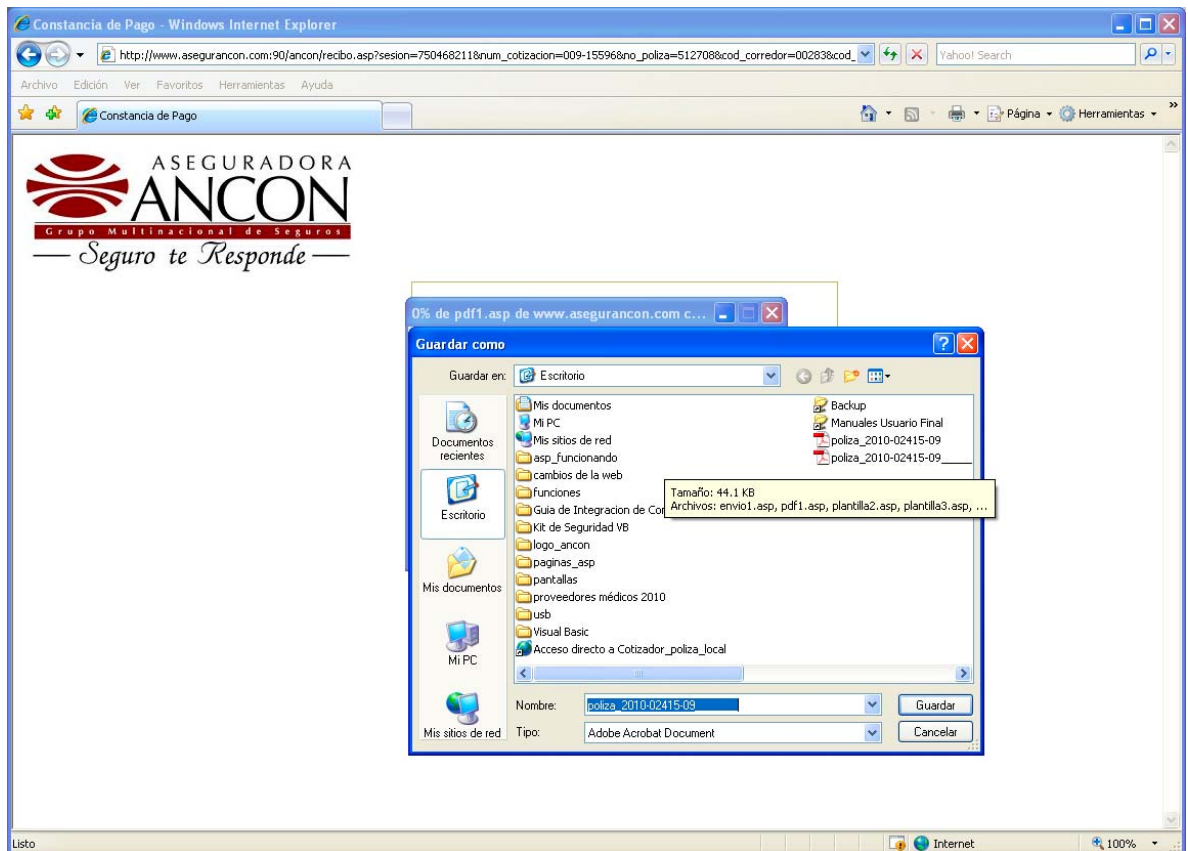 Constancia de Pago - Windows Internet Explorer
http://www.asegurancon.com:90/ancon/recibo.asp?sesion=750468211&num_cotizacion=009-15596&no_poliza=512708&cod_corredor=00283&cod_
Yahoo! Search
Archivo Edición Ver Favoritos Herramientas Ayuda
Constancia de Pago
Página Herramientas
ASEGURADORA
ANCON
Grupo Multinacional de Seguros
Seguro te Responde
0% de pdf1.asp de www.asegurancon.com c...
Guardar como
Guardar en: Escritorio
Documentos recientes
Escritorio
Mis documentos
Mi PC
Mis sitios de red
Mis documentos
Mi PC
Mis sitios de red
asp_funcionando
cambios de la web
funciones
Guia de Integracion de Cor
Kit de Seguridad VB
logo_ancon
paginas_asp
pantallas
proveedores médicos 2010
usb
Visual Basic
Acceso directo a Cotizador_poliza_local
Backup
Manuales Usuario Final
poliza_2010-02415-09
poliza_2010-02415-09____
Tamaño: 44.1 KB
Archivos: envio1.asp, pdf1.asp, plantilla2.asp, plantilla3.asp, ...
Nombre: poliza_2010-02415-09 Guardar
Tipo: Adobe Acrobat Document Cancelar
Listo Internet 100%